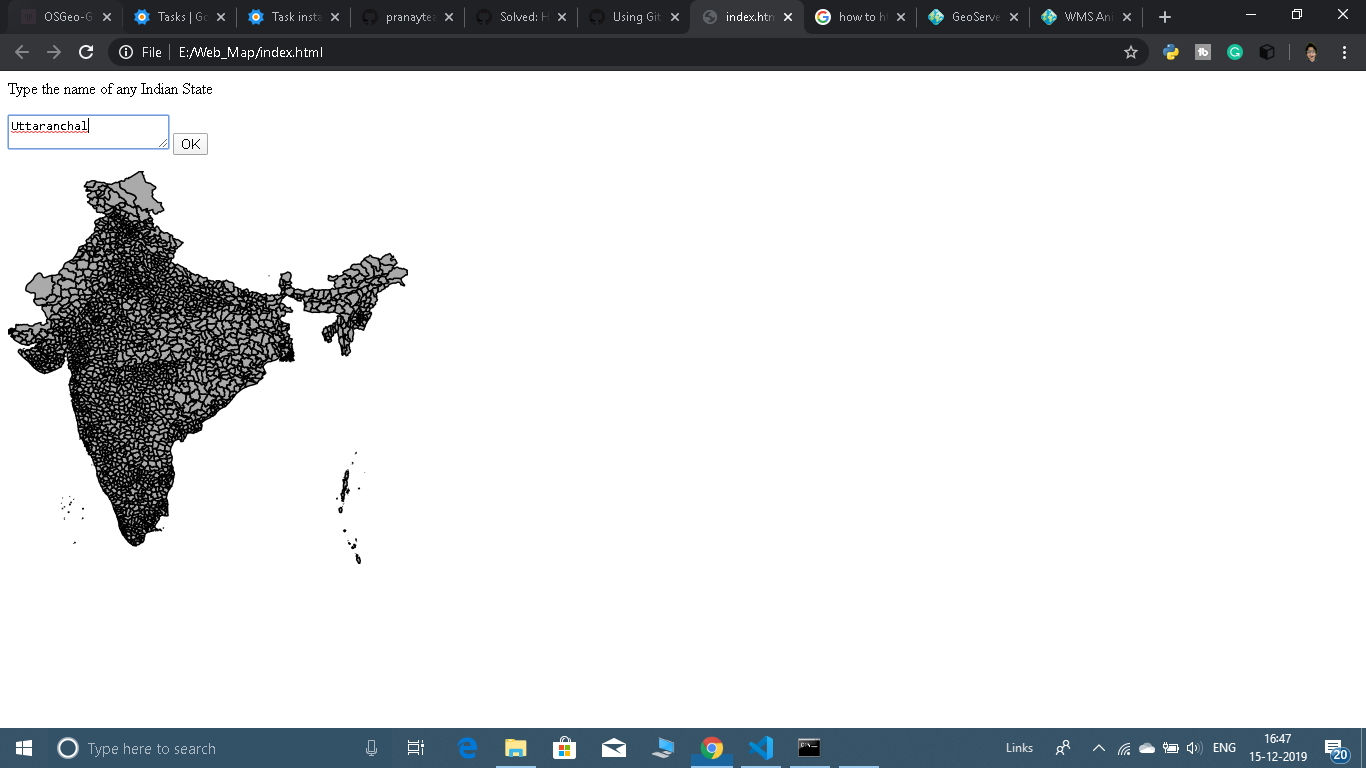 OSGeo-G
Tasks | Go
Task insta
pranaytea
Solved: H
Using Git
index.htm
how to h
GeoServe
WMS Ani
File
E:/Web_Map/index.html
Type the name of any Indian State
Uttaranchal
OK
Type here to search
Links
ENG
16:47
15-12-2019
20